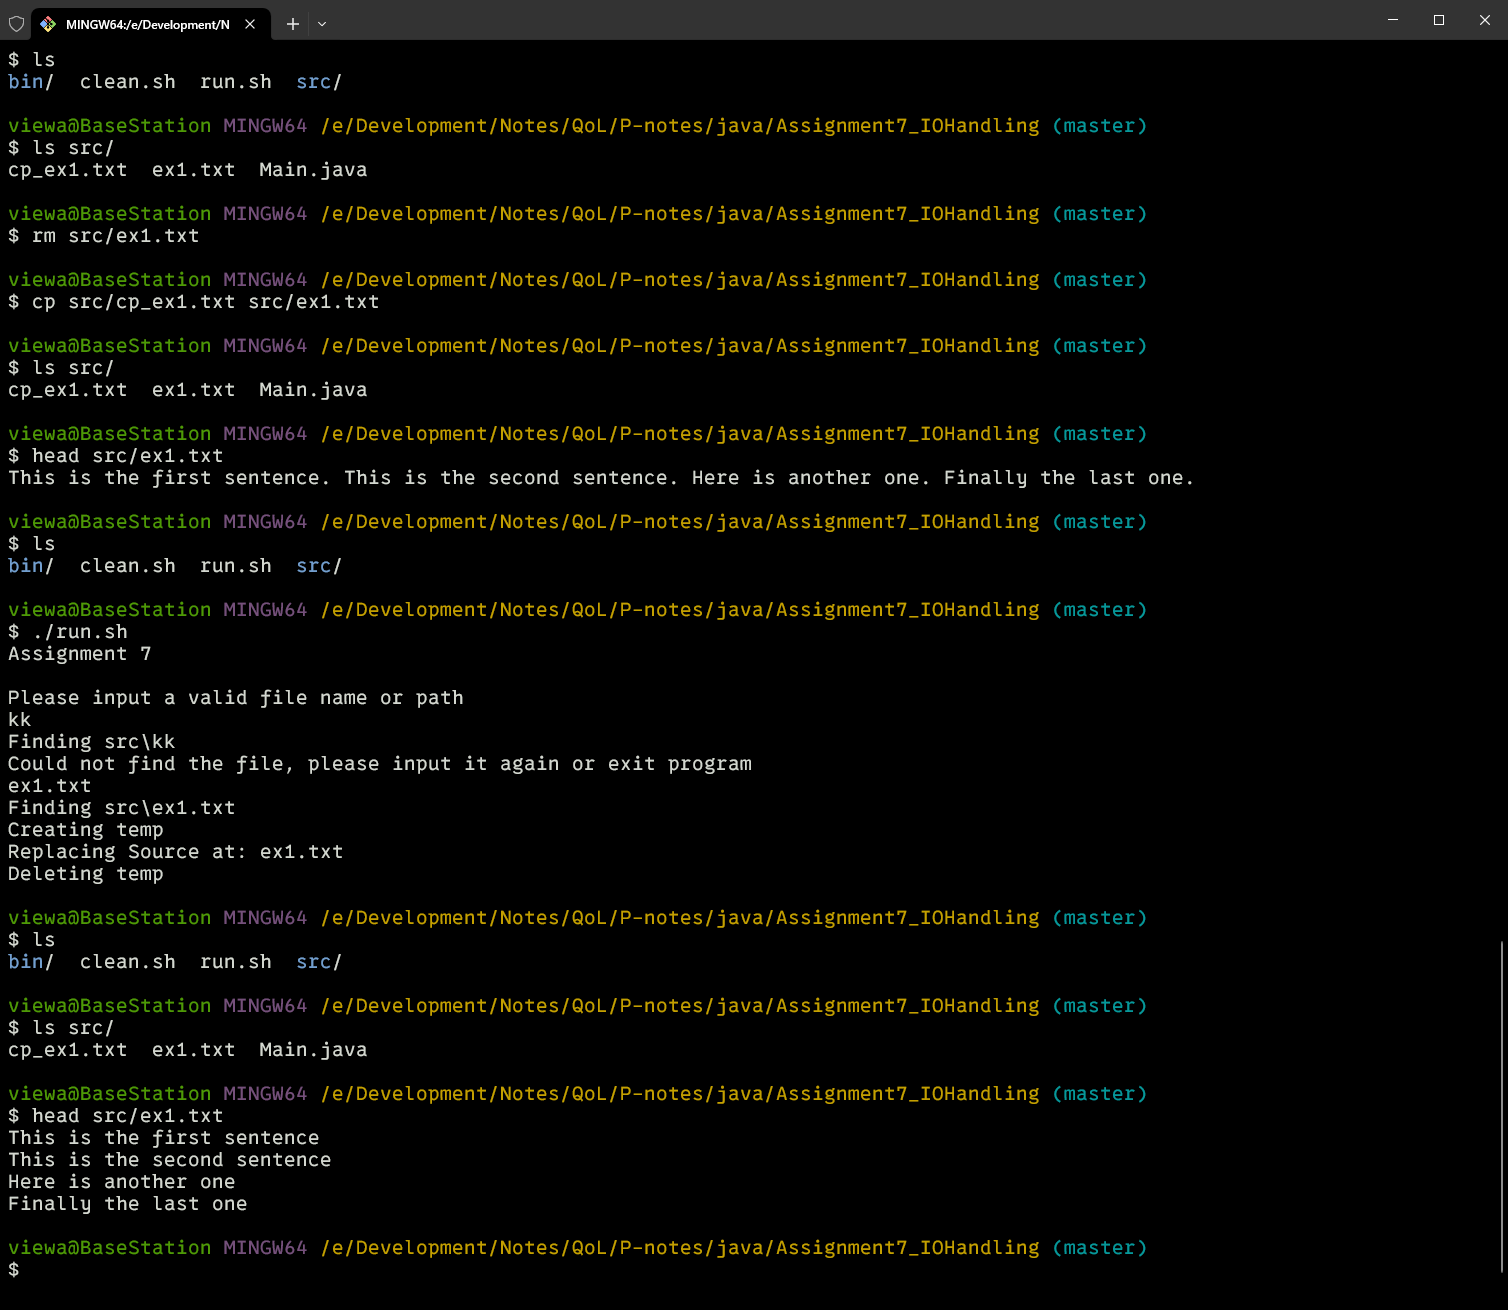 MINGW64:/e/Development/N
$ ls
bin/  clean.sh  run.sh  src/
viewa@BaseStation MINGW64 /e/Development/Notes/QoL/P-notes/java/Assignment7_IOHandling (master)
$ ls src/
cp_ex1.txt  ex1.txt  Main.java
viewa@BaseStation MINGW64 /e/Development/Notes/QoL/P-notes/java/Assignment7_IOHandling (master)
$ rm src/ex1.txt
viewa@BaseStation MINGW64 /e/Development/Notes/QoL/P-notes/java/Assignment7_IOHandling (master)
$ cp src/cp_ex1.txt src/ex1.txt
viewa@BaseStation MINGW64 /e/Development/Notes/QoL/P-notes/java/Assignment7_IOHandling (master)
$ ls src/
cp_ex1.txt  ex1.txt  Main.java
viewa@BaseStation MINGW64 /e/Development/Notes/QoL/P-notes/java/Assignment7_IOHandling (master)
$ head src/ex1.txt
This is the first sentence. This is the second sentence. Here is another one. Finally the last one.
viewa@BaseStation MINGW64 /e/Development/Notes/QoL/P-notes/java/Assignment7_IOHandling (master)
$ ls
bin/  clean.sh  run.sh  src/
viewa@BaseStation MINGW64 /e/Development/Notes/QoL/P-notes/java/Assignment7_IOHandling (master)
$ ./run.sh
Assignment 7
Please input a valid file name or path
kk
Finding src\kk
Could not find the file, please input it again or exit program
ex1.txt
Finding src\ex1.txt
Creating temp
Replacing Source at: ex1.txt
Deleting temp
viewa@BaseStation MINGW64 /e/Development/Notes/QoL/P-notes/java/Assignment7_IOHandling (master)
$ ls
bin/  clean.sh  run.sh  src/
viewa@BaseStation MINGW64 /e/Development/Notes/QoL/P-notes/java/Assignment7_IOHandling (master)
$ ls src/
cp_ex1.txt  ex1.txt  Main.java
viewa@BaseStation MINGW64 /e/Development/Notes/QoL/P-notes/java/Assignment7_IOHandling (master)
$ head src/ex1.txt
This is the first sentence
This is the second sentence
Here is another one
Finally the last one
viewa@BaseStation MINGW64 /e/Development/Notes/QoL/P-notes/java/Assignment7_IOHandling (master)
$